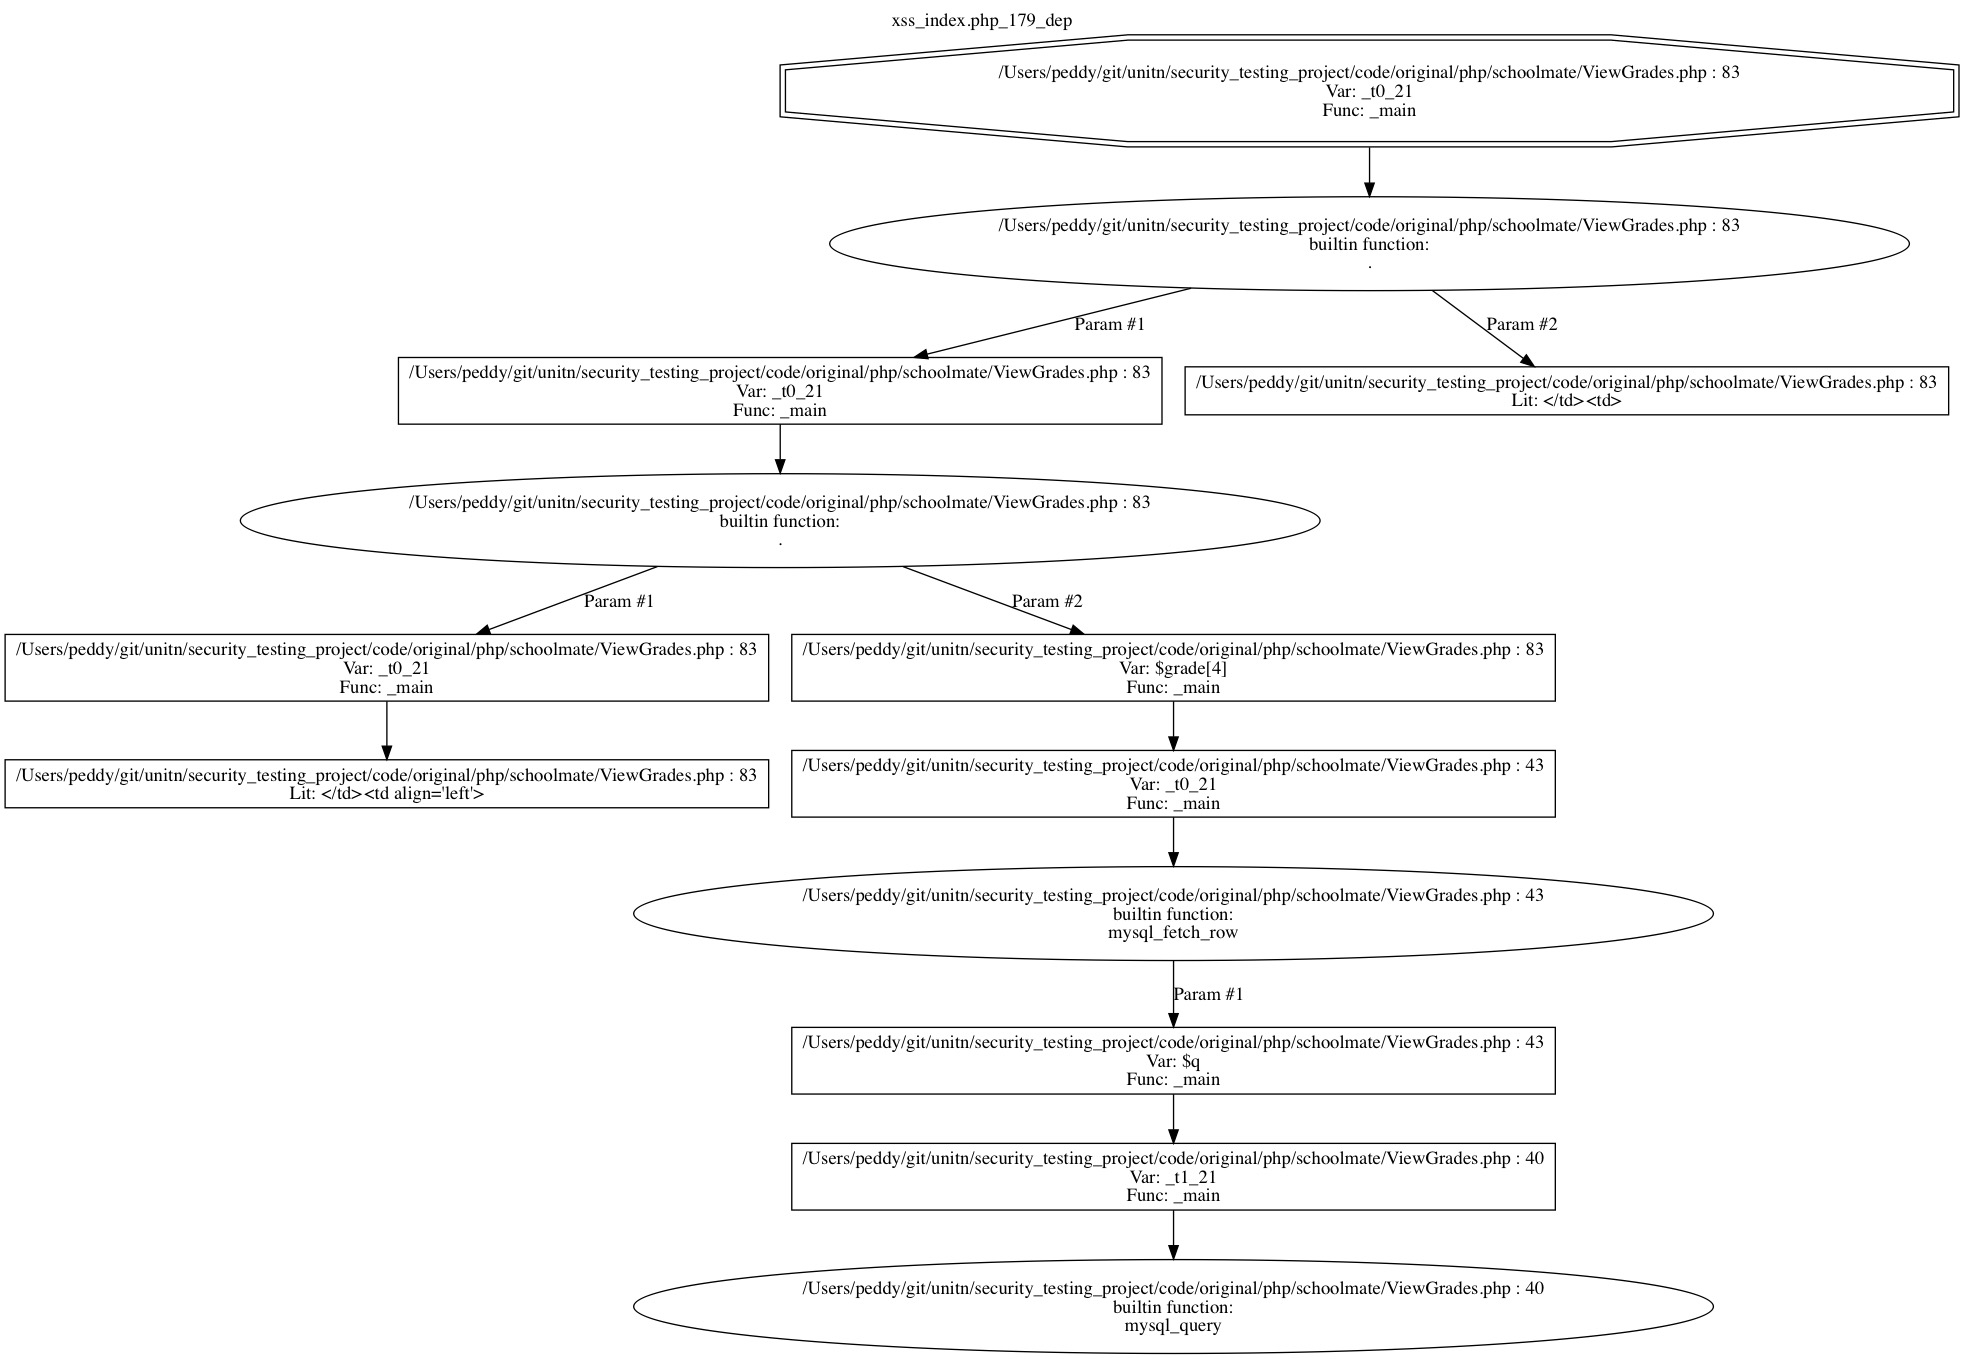 xss_index.php_179_dep
/Users/peddy/git/unitn/security_testing_project/code/original/php/schoolmate/ViewGrades.php : 83
Var: _t0_21
Func: _main
/Users/peddy/git/unitn/security_testing_project/code/original/php/schoolmate/ViewGrades.php : 83
builtin function:
.
Param #1
Param #2
/Users/peddy/git/unitn/security_testing_project/code/original/php/schoolmate/ViewGrades.php : 83
Var: _t0_21
Func: _main
/Users/peddy/git/unitn/security_testing_project/code/original/php/schoolmate/ViewGrades.php : 83
Lit: </td><td>
/Users/peddy/git/unitn/security_testing_project/code/original/php/schoolmate/ViewGrades.php : 83
builtin function:
.
Param #1
Param #2
/Users/peddy/git/unitn/security_testing_project/code/original/php/schoolmate/ViewGrades.php : 83
Var: _t0_21
Func: _main
/Users/peddy/git/unitn/security_testing_project/code/original/php/schoolmate/ViewGrades.php : 83
Var: $grade[4]
Func: _main
/Users/peddy/git/unitn/security_testing_project/code/original/php/schoolmate/ViewGrades.php : 83
Lit: </td><td align='left'>
/Users/peddy/git/unitn/security_testing_project/code/original/php/schoolmate/ViewGrades.php : 43
Var: _t0_21
Func: _main
/Users/peddy/git/unitn/security_testing_project/code/original/php/schoolmate/ViewGrades.php : 43
builtin function:
mysql_fetch_row
Param #1
/Users/peddy/git/unitn/security_testing_project/code/original/php/schoolmate/ViewGrades.php : 43
Var: $q
Func: _main
/Users/peddy/git/unitn/security_testing_project/code/original/php/schoolmate/ViewGrades.php : 40
Var: _t1_21
Func: _main
/Users/peddy/git/unitn/security_testing_project/code/original/php/schoolmate/ViewGrades.php : 40
builtin function:
mysql_query